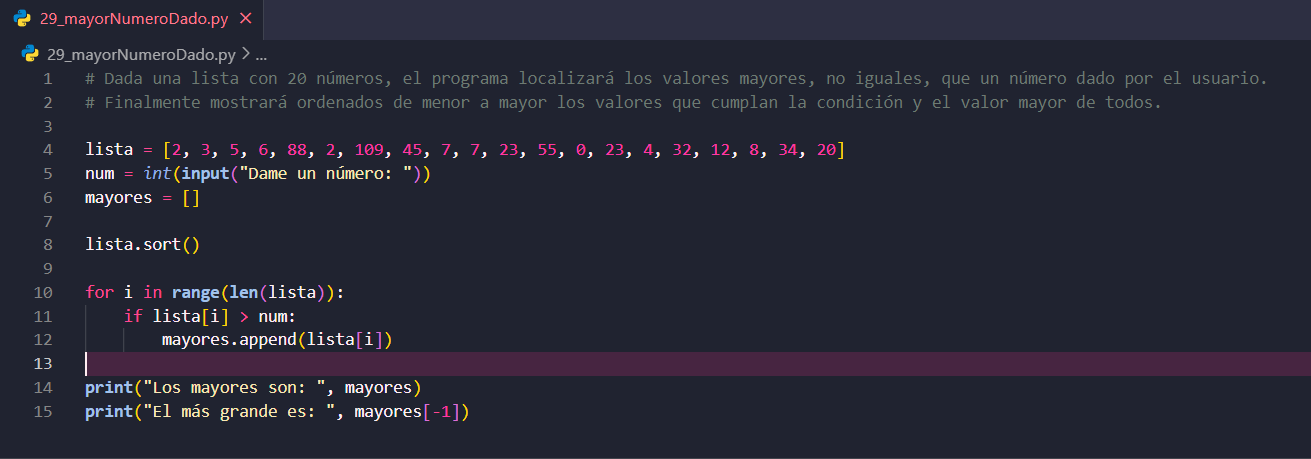 29_mayorNumeroDado.py
29_mayorNumeroDado.py > ...
1 # Dada una lista con 20 números, el programa localizará los valores mayores, no iguales, que un número dado por el usuario.
2 # Finalmente mostrará ordenados de menor a mayor los valores que cumplan la condición y el valor mayor de todos.
3
4 lista = [2, 3, 5, 6, 88, 2, 109, 45, 7, 7, 23, 55, 0, 23, 4, 32, 12, 8, 34, 20]
5 num = int(input("Dame un número: "))
6 mayores = []
7
8 lista.sort()
9
10 for i in range(len(lista)):
11     if lista[i] > num:
12         mayores.append(lista[i])
13
14 print("Los mayores son: ", mayores)
15 print("El más grande es: ", mayores[-1])